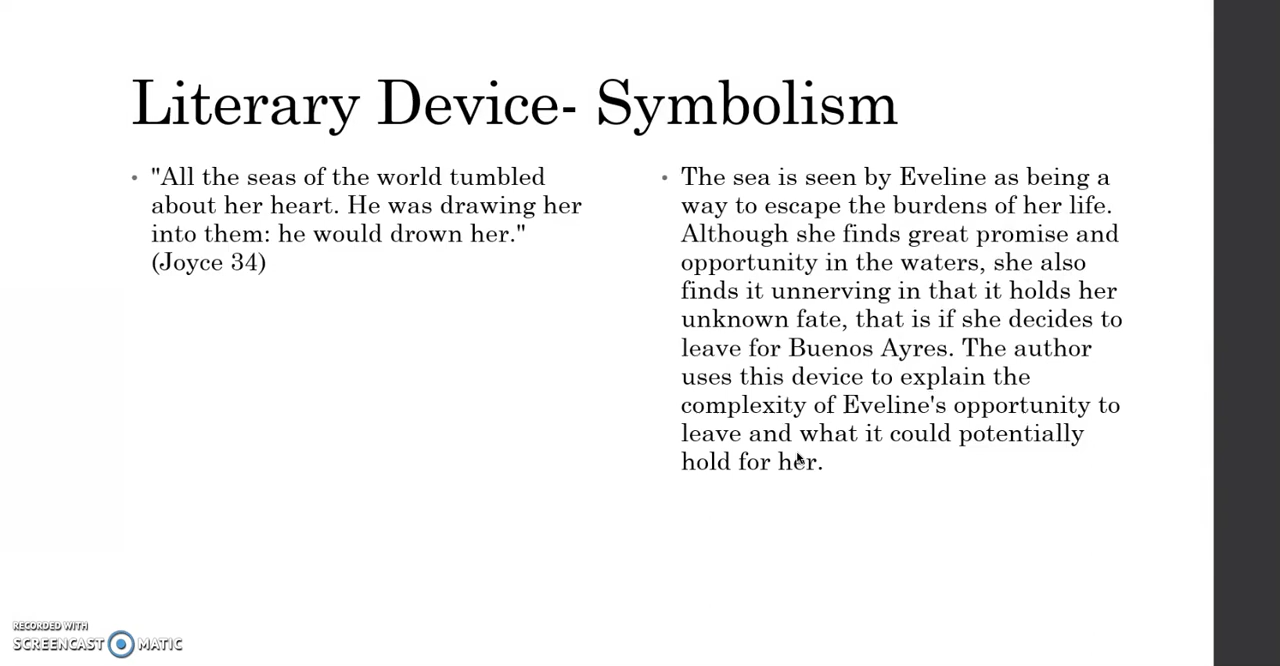 Literary Device- Symbolism
• "All the seas of the world tumbled
about her heart. He was drawing her
into them: he would drown her."
(Joyce 34)
• The sea is seen by Eveline as being a
way to escape the burdens of her life.
Although she finds great promise and
opportunity in the waters, she also
finds it unnerving in that it holds her
unknown fate, that is if she decides to
leave for Buenos Ayres. The author
uses this device to explain the
complexity of Eveline's opportunity to
leave and what it could potentially
hold for her.
RECORDED WITH
SCREENCAST MATIC